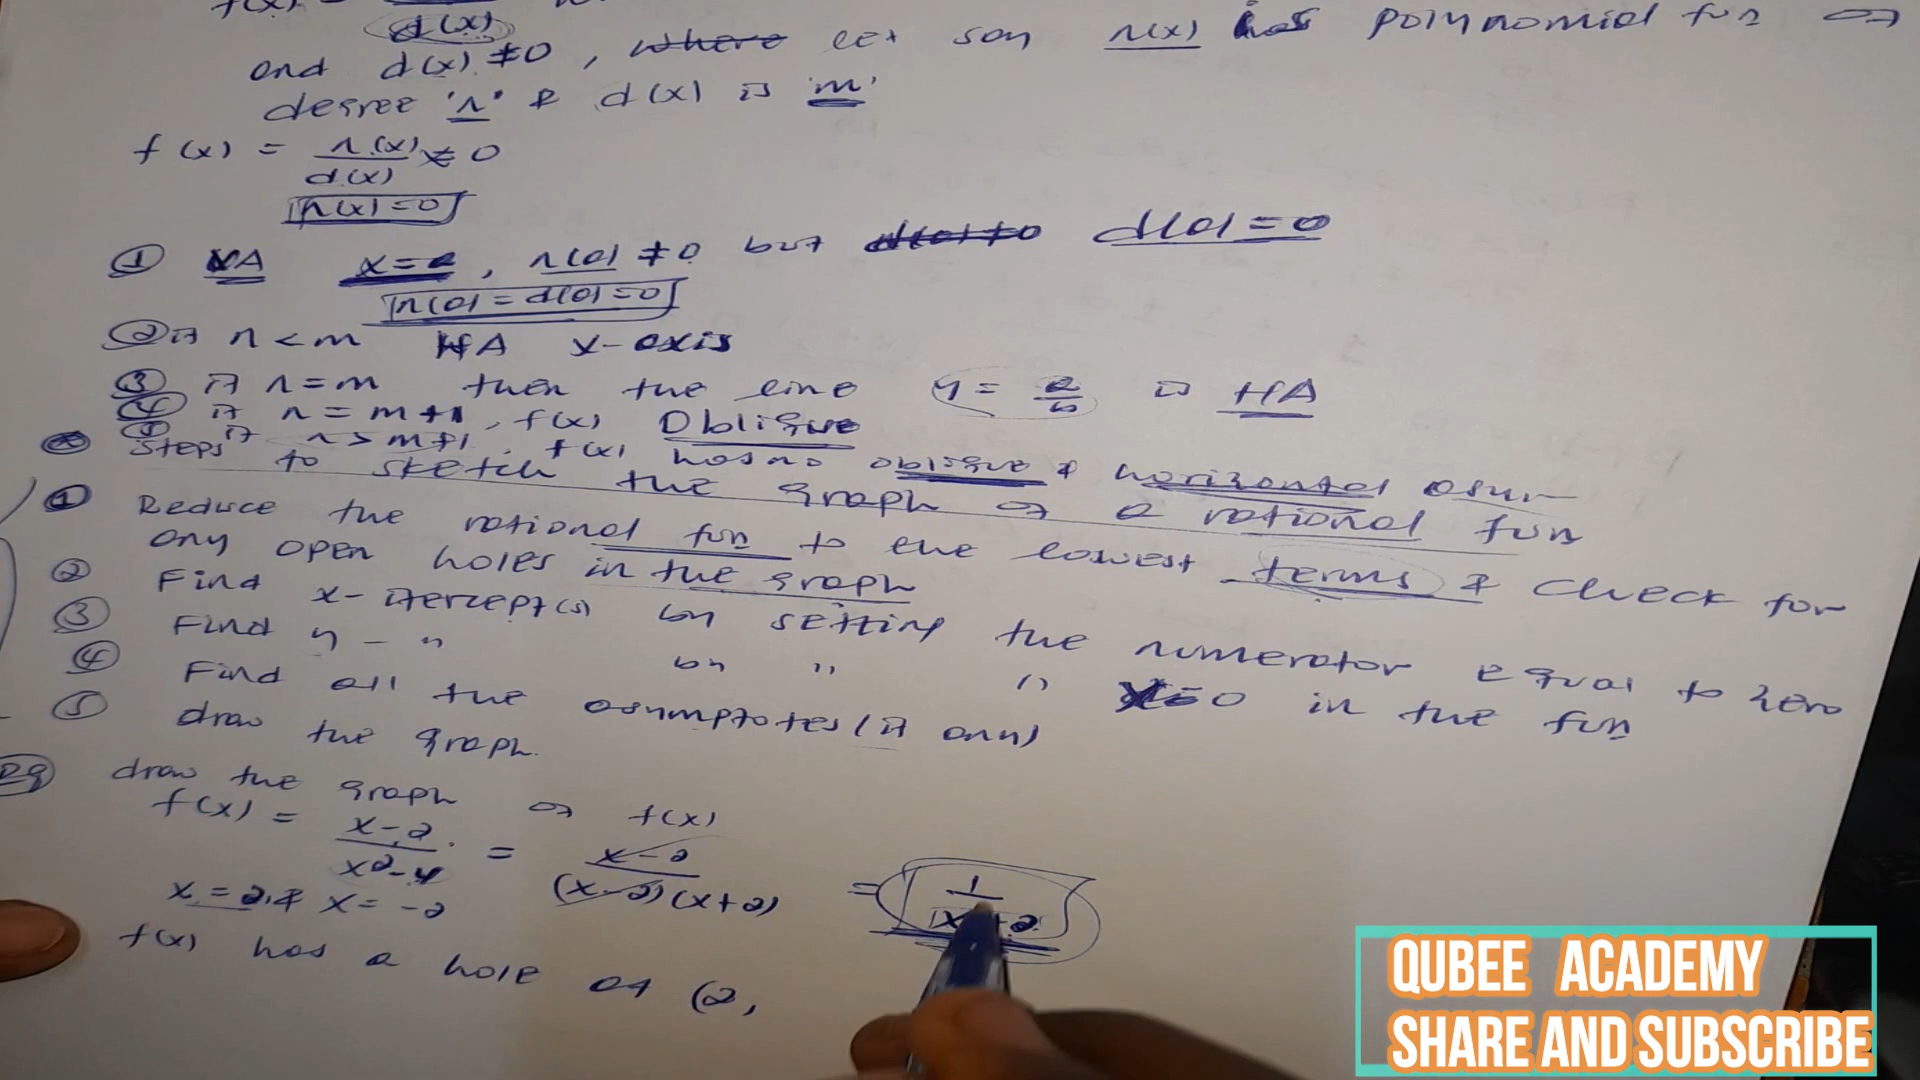 f(x) =
d(x)
and d(x) ≠ 0, where let say n(x) has polynomial fun of
degree 'n' & d(x) is 'm'
f(x) = n(x)/d(x) ≠ 0
n(x) = 0
① VA x = a, n(a) ≠ 0 but d(a) ≠ 0 d(a) = 0
n(a) = d(a) = 0
② if n < m HA x-axis
③ if n = m then the line y = a/b is HA
④ if n = m+1, f(x) Oblique
⑤ if n > m+1, f(x) has no oblique & horizontal asym
Steps to sketch the graph of a rational fun
① Reduce the rational fun to the lowest terms & check for
any open holes in the graph
② Find x-itercept(s) by setting the numerator equal to zero
③ Find y - " by " " x=0 in the fun
④ Find all the asymptotes (if any)
⑤ draw the graph.
Eg draw the graph of f(x)
f(x) = x-2/x²-4 = x-2/(x-2)(x+2) = 1/x+2
x = 2 & x = -2
f(x) has a hole at (2,
QUBEE ACADEMY
SHARE AND SUBSCRIBE